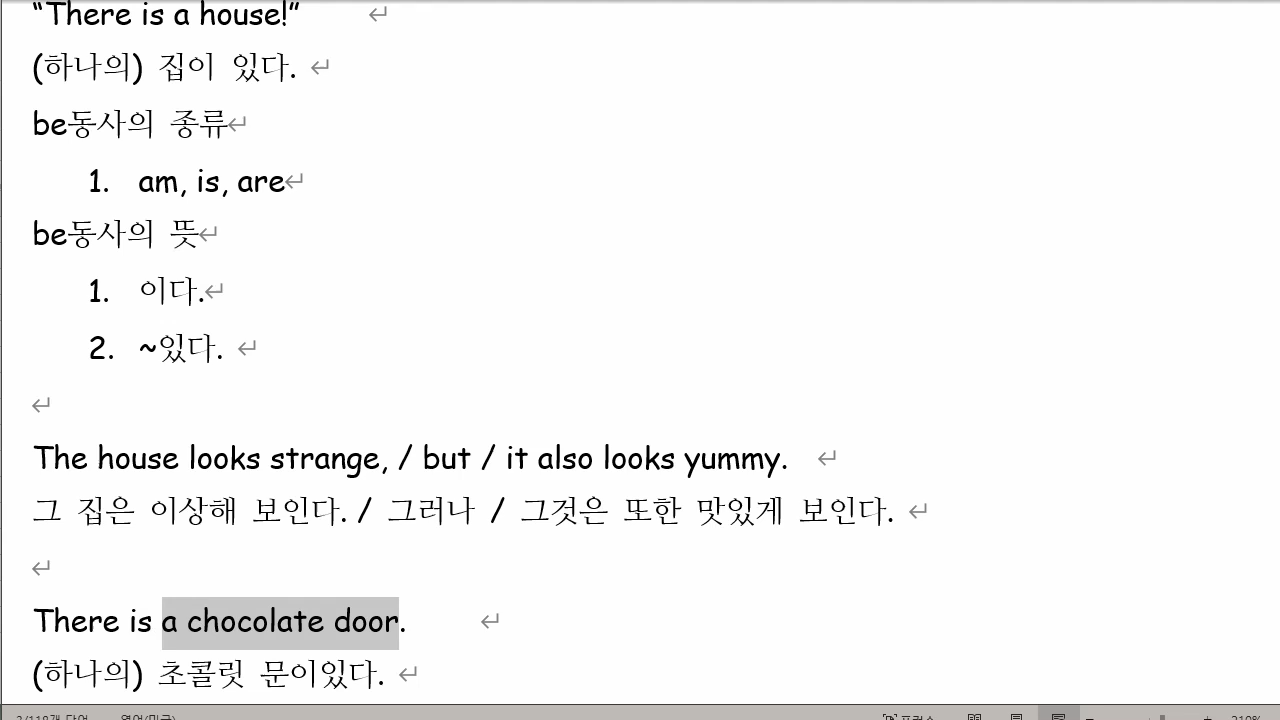 “There is a house!”
(하나의) 집이 있다.
be동사의 종류
1. am, is, are
be동사의 뜻
1. 이다.
2. ~있다.
The house looks strange, / but / it also looks yummy.
그 집은 이상해 보인다. / 그러나 / 그것은 또한 맛있게 보인다.
There is a chocolate door.
(하나의) 초콜릿 문이있다.